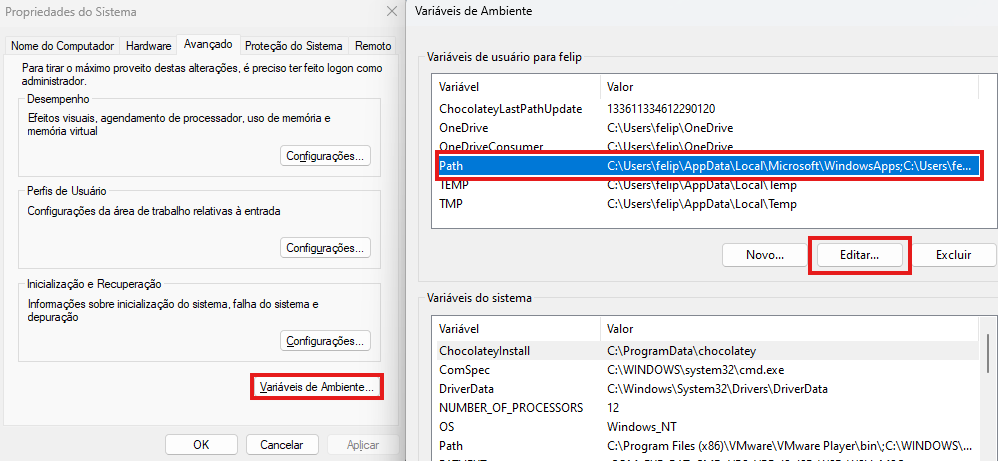 Propriedades do Sistema
Nome do Computador Hardware Avançado Proteção do Sistema Remoto
Para tirar o máximo proveito destas alterações, é preciso ter feito logon como
administrador.
Desempenho
Efeitos visuais, agendamento de processador, uso de memória e
memória virtual
Configurações...
Perfis de Usuário
Configurações da área de trabalho relativas à entrada
Configurações...
Inicialização e Recuperação
Informações sobre inicialização do sistema, falha do sistema e
depuração
Configurações...
Variáveis de Ambiente...
OK Cancelar Aplicar
Variáveis de Ambiente
Variáveis de usuário para felip
Variável Valor
ChocolateyLastPathUpdate 133611334612290120
OneDrive C:\Users\felip\OneDrive
OneDriveConsumer C:\Users\felip\OneDrive
Path C:\Users\felip\AppData\Local\Microsoft\WindowsApps;C:\Users\fe...
TEMP C:\Users\felip\AppData\Local\Temp
TMP C:\Users\felip\AppData\Local\Temp
Novo... Editar... Excluir
Variáveis do sistema
Variável Valor
ChocolateyInstall C:\ProgramData\chocolatey
ComSpec C:\WINDOWS\system32\cmd.exe
DriverData C:\Windows\System32\Drivers\DriverData
NUMBER_OF_PROCESSORS 12
OS Windows_NT
Path C:\Program Files (x86)\VMware\VMware Player\bin\;C:\WINDOWS\...